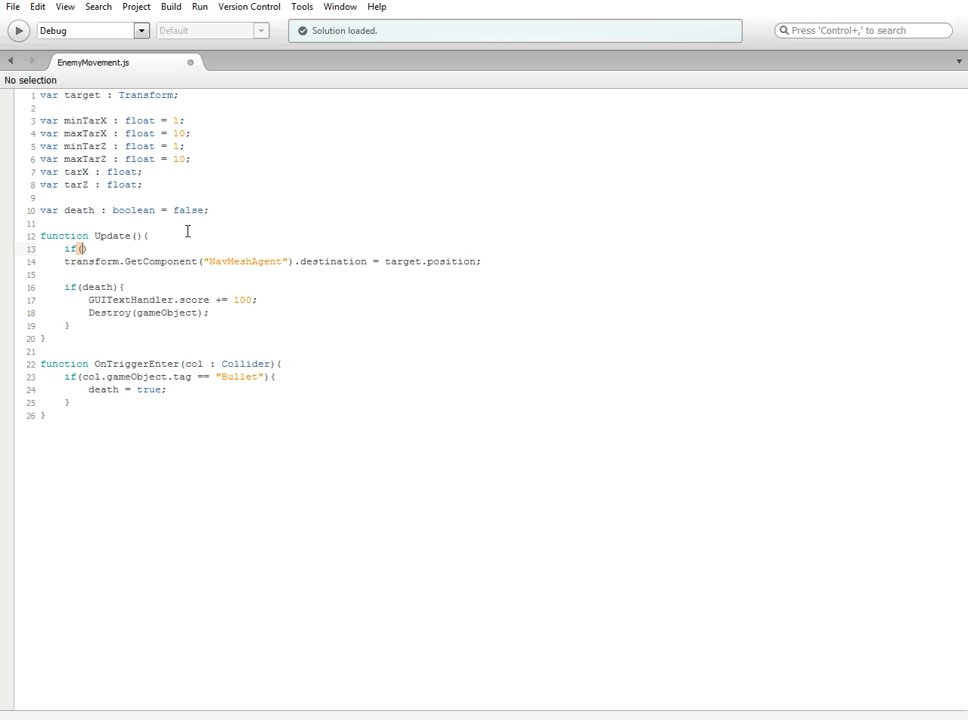 File Edit View Search Project Build Run Version Control Tools Window Help
Debug Default Solution loaded. Press 'Control+,' to search
EnemyMovement.js
No selection
1 var target : Transform;
2
3 var minTarX : float = 1;
4 var maxTarX : float = 10;
5 var minTarZ : float = 1;
6 var maxTarZ : float = 10;
7 var tarX : float;
8 var tarZ : float;
9
10 var death : boolean = false;
11
12 function Update(){
13 if()
14 transform.GetComponent("NavMeshAgent").destination = target.position;
15
16 if(death){
17 GUITextHandler.score += 100;
18 Destroy(gameObject);
19 }
20 }
21
22 function OnTriggerEnter(col : Collider){
23 if(col.gameObject.tag == "Bullet"){
24 death = true;
25 }
26 }